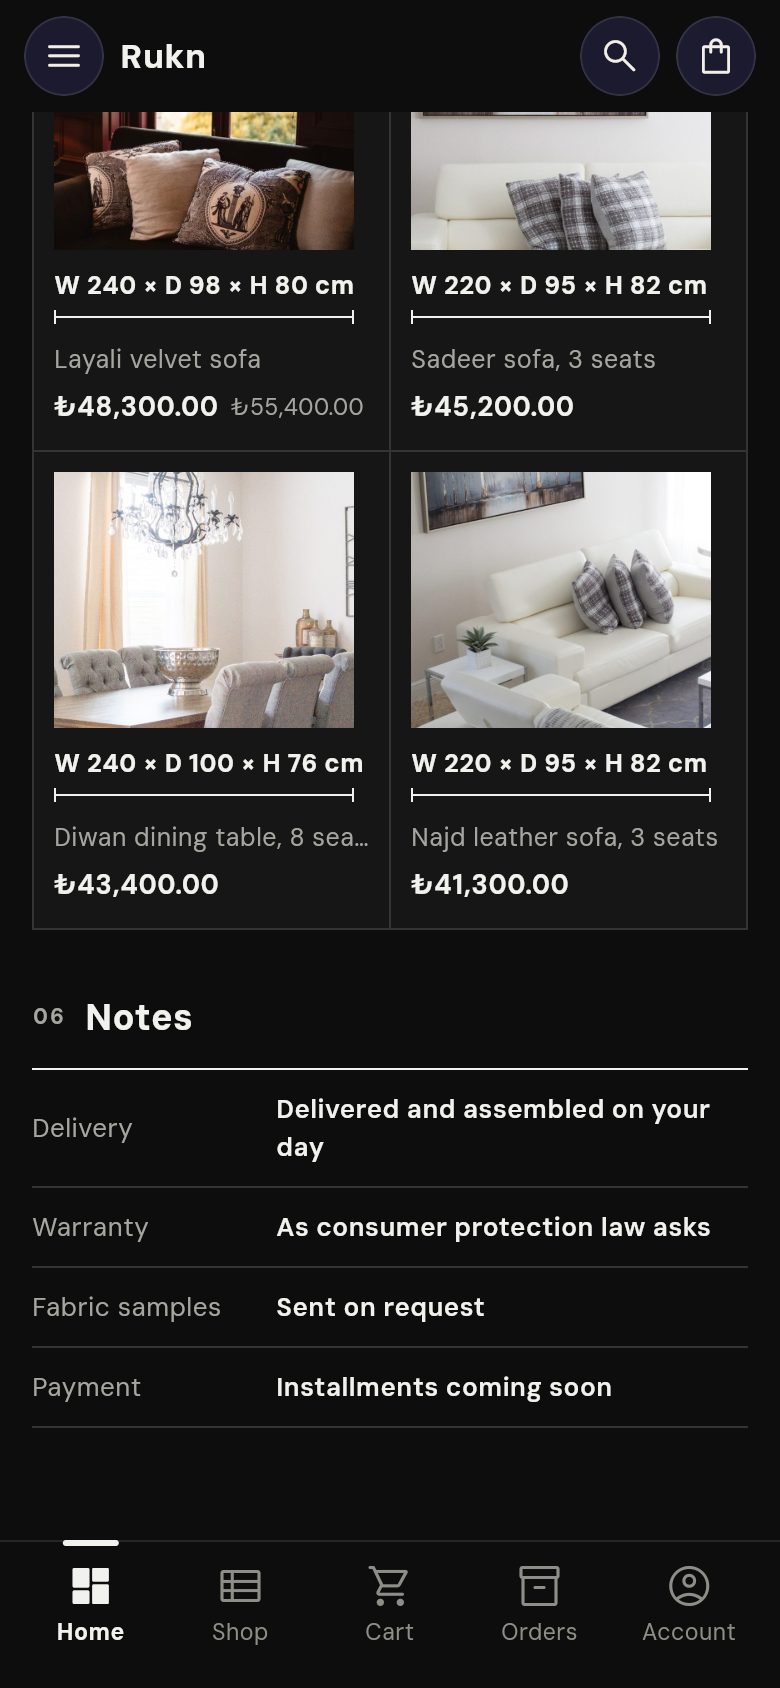 Rukn
W 240 × D 98 × H 80 cm
Layali velvet sofa
₺48,300.00 ₺55,400.00
W 220 × D 95 × H 82 cm
Sadeer sofa, 3 seats
₺45,200.00
W 240 × D 100 × H 76 cm
Diwan dining table, 8 sea…
₺43,400.00
W 220 × D 95 × H 82 cm
Najd leather sofa, 3 seats
₺41,300.00
06 Notes
Delivery
Delivered and assembled on your
day
Warranty
As consumer protection law asks
Fabric samples
Sent on request
Payment
Installments coming soon
Home
Shop
Cart
Orders
Account